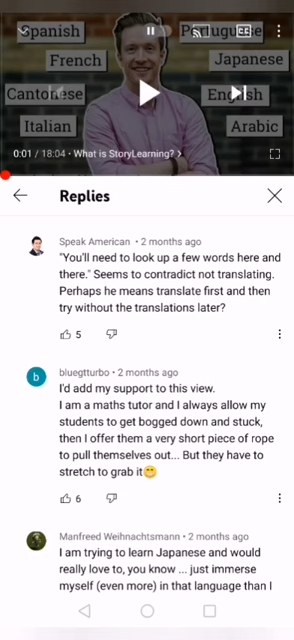 Spanish
Portuguese
French
Japanese
Cantonese
English
Italian
Arabic
0:01 / 18:04 • What is StoryLearning? >
Replies
Speak American • 2 months ago
"You'll need to look up a few words here and
there." Seems to contradict not translating.
Perhaps he means translate first and then
try without the translations later?
5
b
bluegtturbo • 2 months ago
I'd add my support to this view.
I am a maths tutor and I always allow my
students to get bogged down and stuck,
then I offer them a very short piece of rope
to pull themselves out... But they have to
stretch to grab it😁
6
Manfreed Weihnachtsmann • 2 months ago
I am trying to learn Japanese and would
really love to, you know ... just immerse
myself (even more) in that language than I